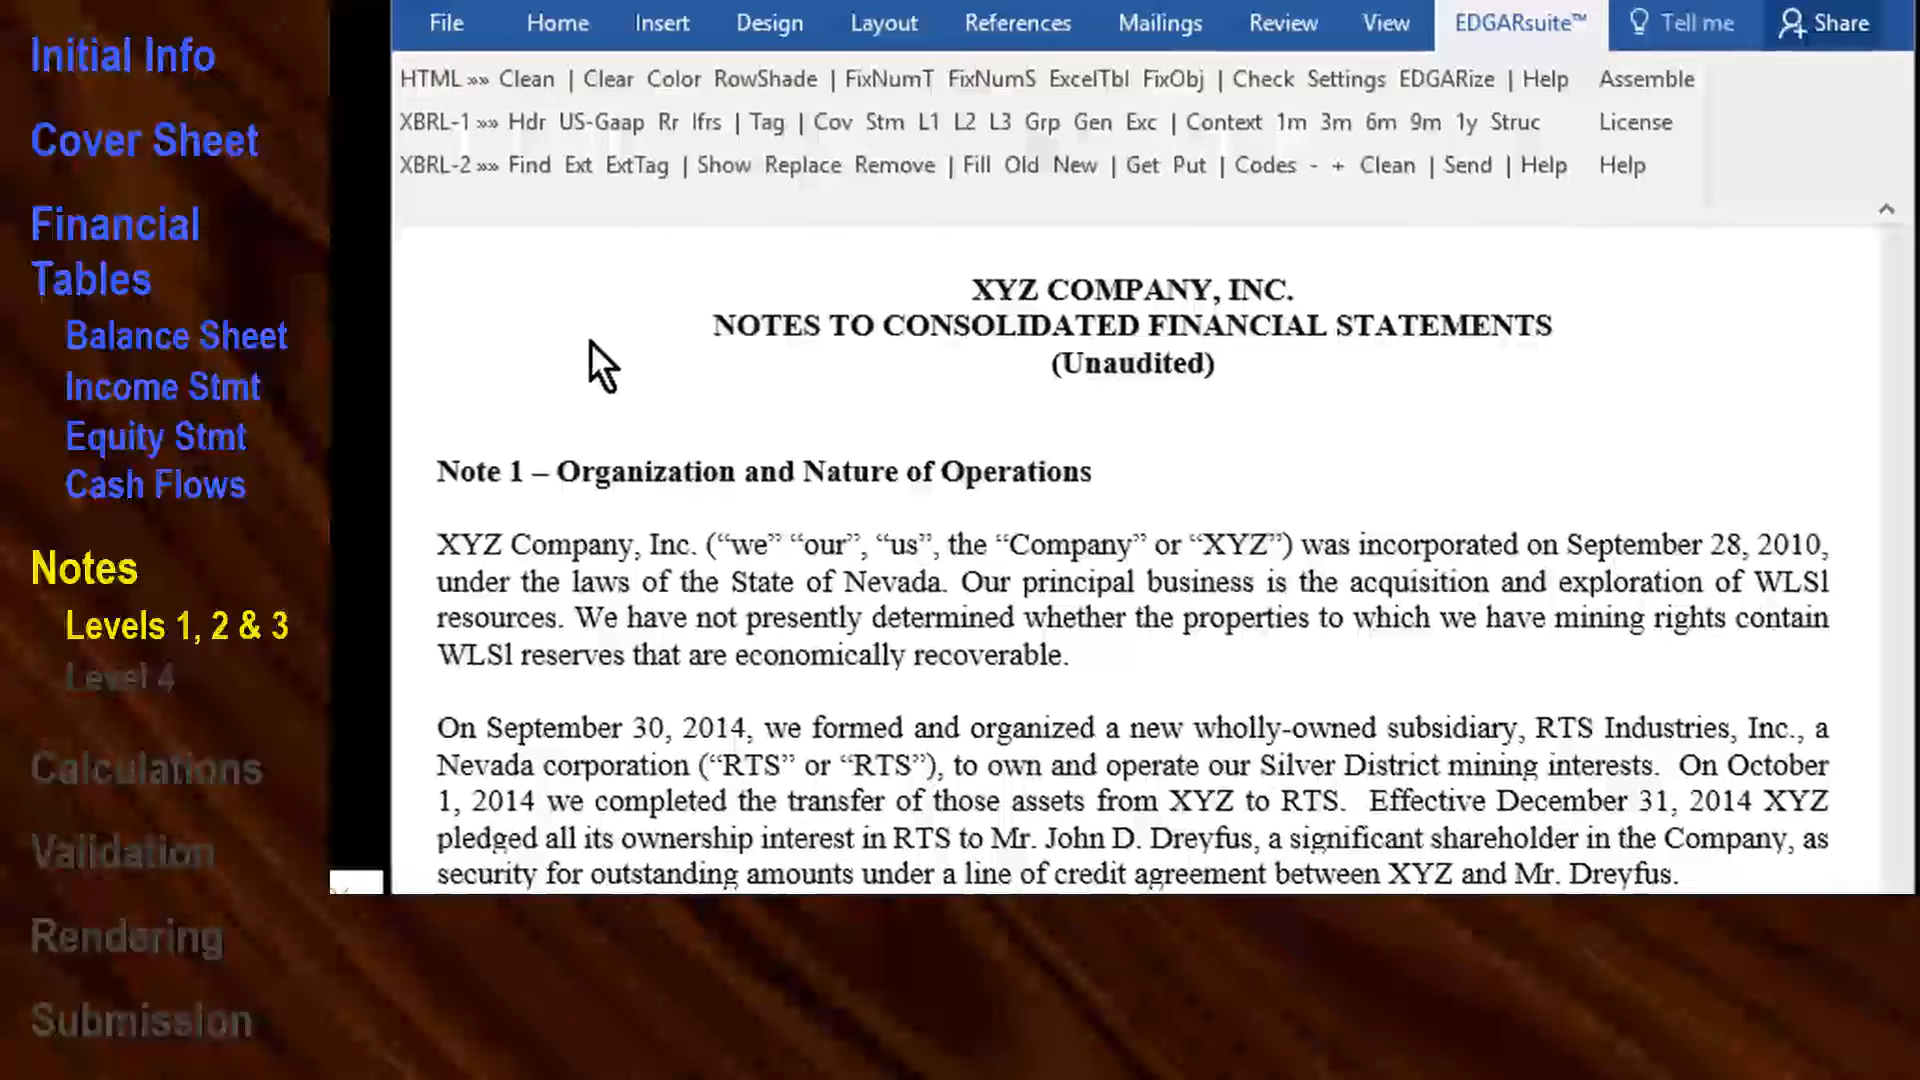 Initial Info
Cover Sheet
Financial
Tables
Balance Sheet
Income Stmt
Equity Stmt
Cash Flows
Notes
Levels 1, 2 & 3
Level 4
Calculations
Validation
Rendering
Submission
File Home Insert Design Layout References Mailings Review View EDGARsuite™ Tell me Share
HTML »» Clean | Clear Color RowShade | FixNumT FixNumS ExcelTbl FixObj | Check Settings EDGARize | Help Assemble
XBRL-1 »» Hdr US-Gaap Rr Ifrs | Tag | Cov Stm L1 L2 L3 Grp Gen Exc | Context 1m 3m 6m 9m 1y Struc License
XBRL-2 »» Find Ext ExtTag | Show Replace Remove | Fill Old New | Get Put | Codes - + Clean | Send | Help Help
XYZ COMPANY, INC.
NOTES TO CONSOLIDATED FINANCIAL STATEMENTS
(Unaudited)
Note 1 – Organization and Nature of Operations
XYZ Company, Inc. (“we” “our”, “us”, the “Company” or “XYZ”) was incorporated on September 28, 2010,
under the laws of the State of Nevada. Our principal business is the acquisition and exploration of WLSl
resources. We have not presently determined whether the properties to which we have mining rights contain
WLSl reserves that are economically recoverable.
On September 30, 2014, we formed and organized a new wholly-owned subsidiary, RTS Industries, Inc., a
Nevada corporation (“RTS” or “RTS”), to own and operate our Silver District mining interests. On October
1, 2014 we completed the transfer of those assets from XYZ to RTS. Effective December 31, 2014 XYZ
pledged all its ownership interest in RTS to Mr. John D. Dreyfus, a significant shareholder in the Company, as
security for outstanding amounts under a line of credit agreement between XYZ and Mr. Dreyfus.